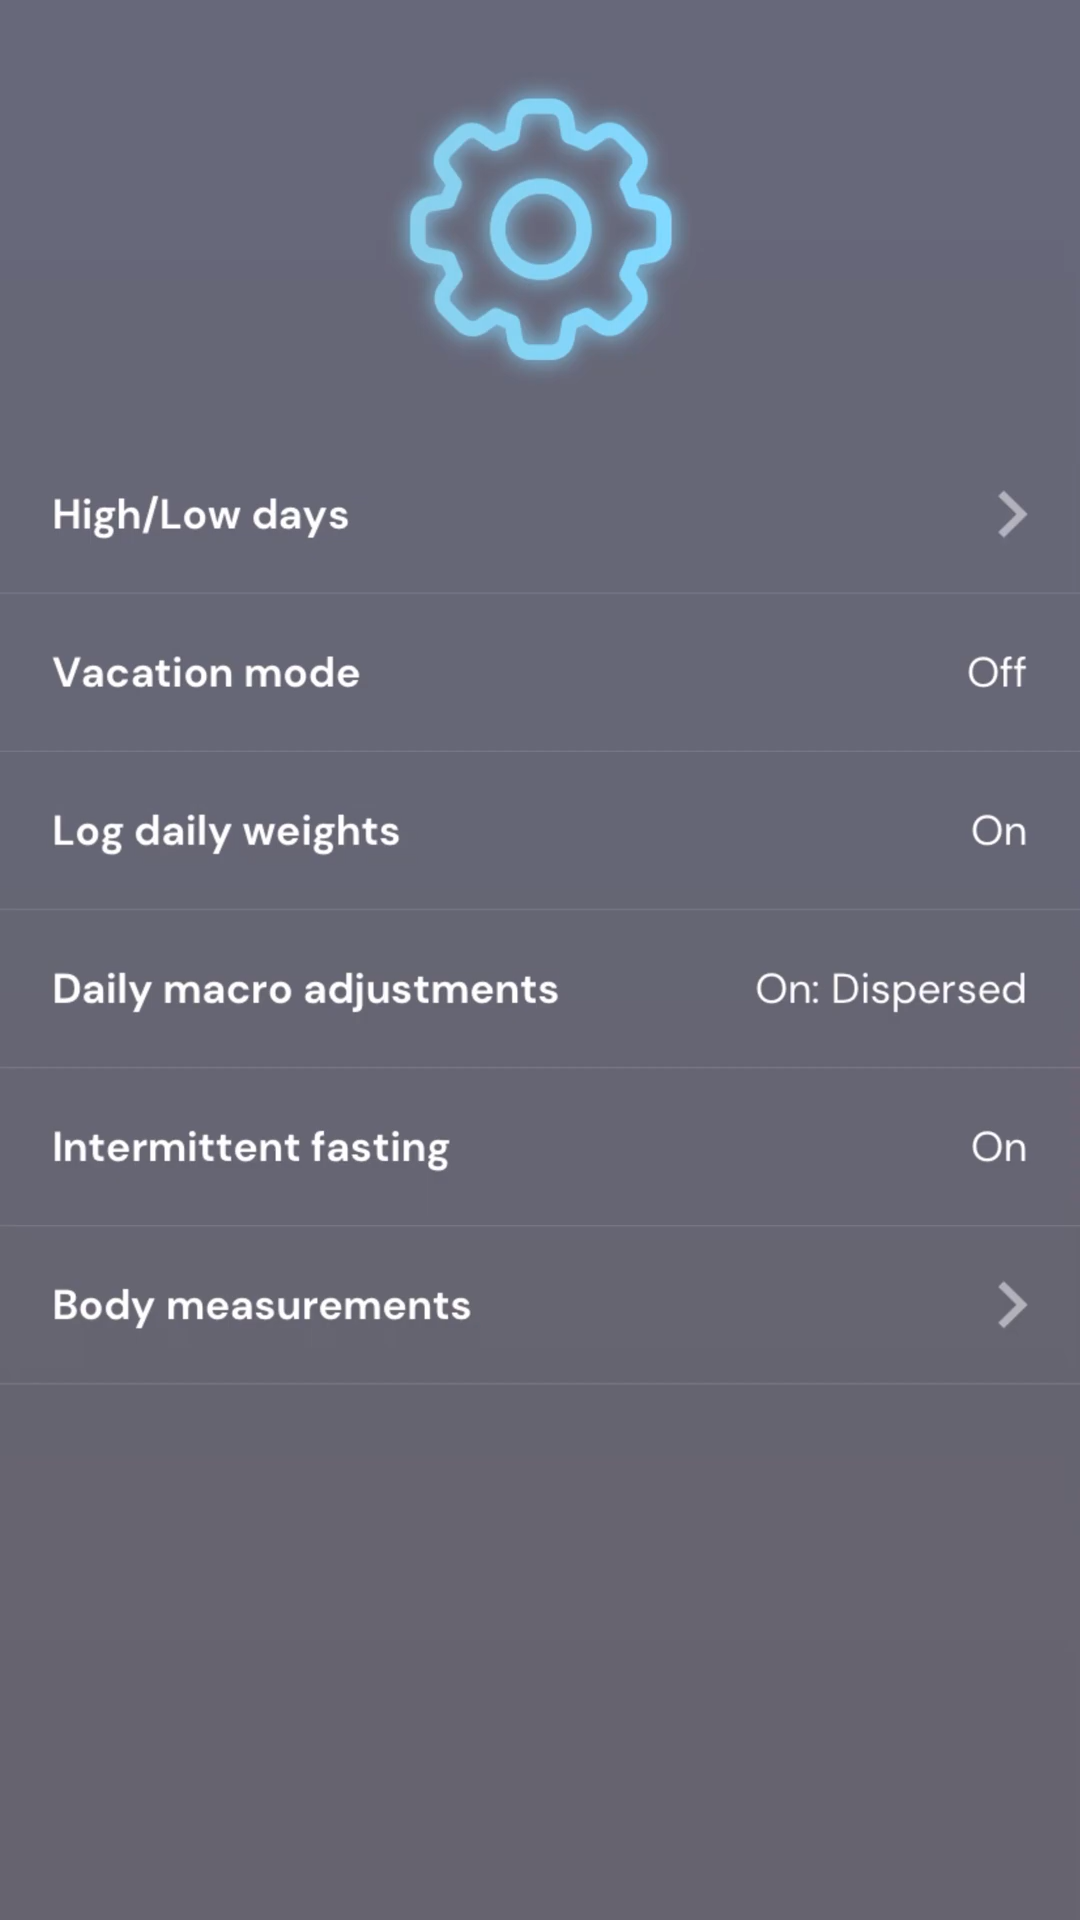 High/Low days
Vacation mode Off
Log daily weights On
Daily macro adjustments On: Dispersed
Intermittent fasting On
Body measurements